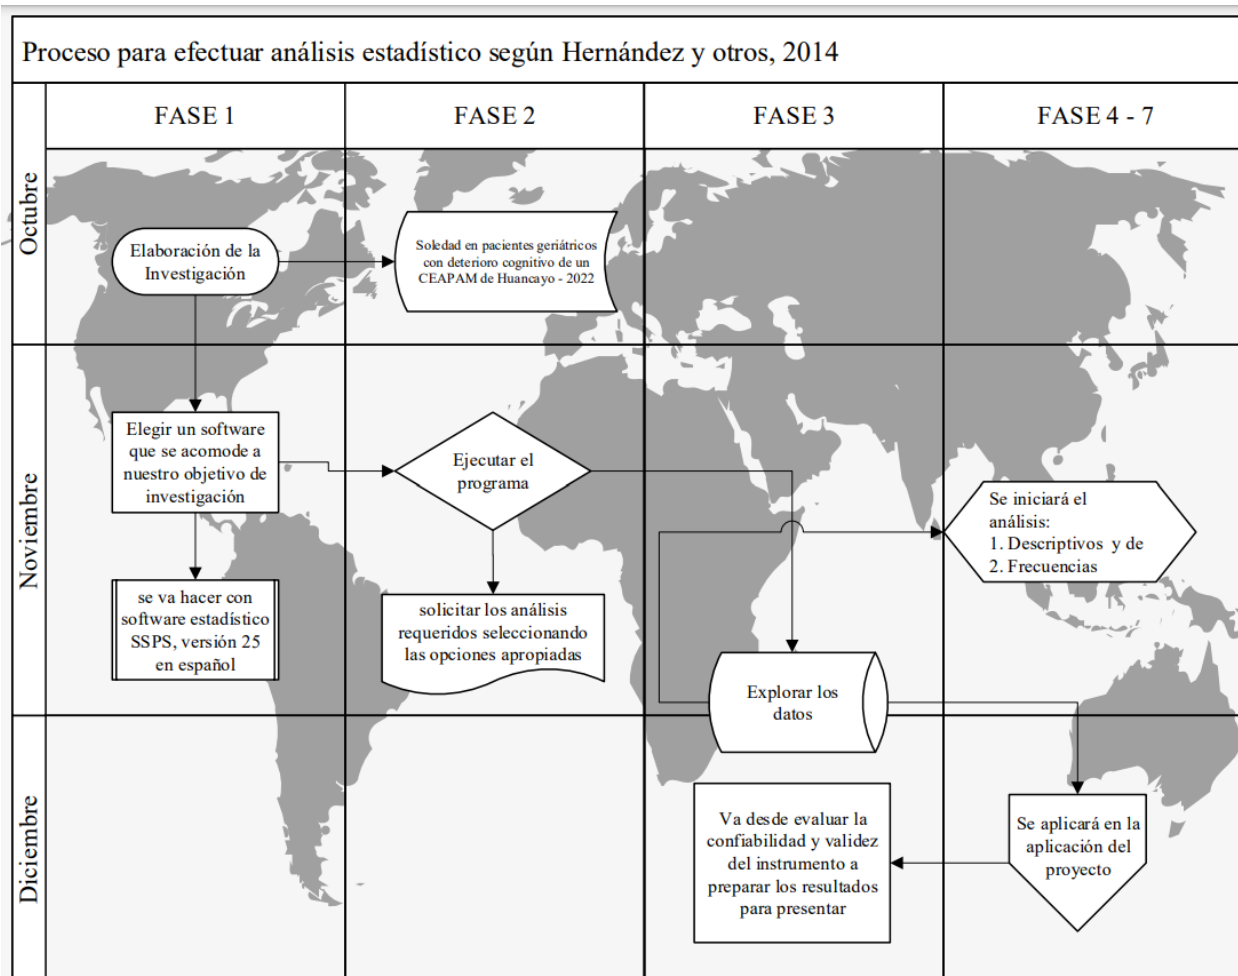 Proceso para efectuar análisis estadístico según Hernández y otros, 2014
FASE 1
FASE 2
FASE 3
FASE 4 - 7
Octubre
Elaboración de la
Investigación
Soledad en pacientes geriátricos
con deterioro cognitivo de un
CEAPAM de Huancayo - 2022
Noviembre
Elegir un software
que se acomode a
nuestro objetivo de
investigación
Ejecutar el
programa
Se iniciará el
análisis:
1. Descriptivos y de
2. Frecuencias
se va hacer con
software estadístico
SSPS, versión 25
en español
solicitar los análisis
requeridos seleccionando
las opciones apropiadas
Explorar los
datos
Diciembre
Va desde evaluar la
confiabilidad y validez
del instrumento a
preparar los resultados
para presentar
Se aplicará en la
aplicación del
proyecto